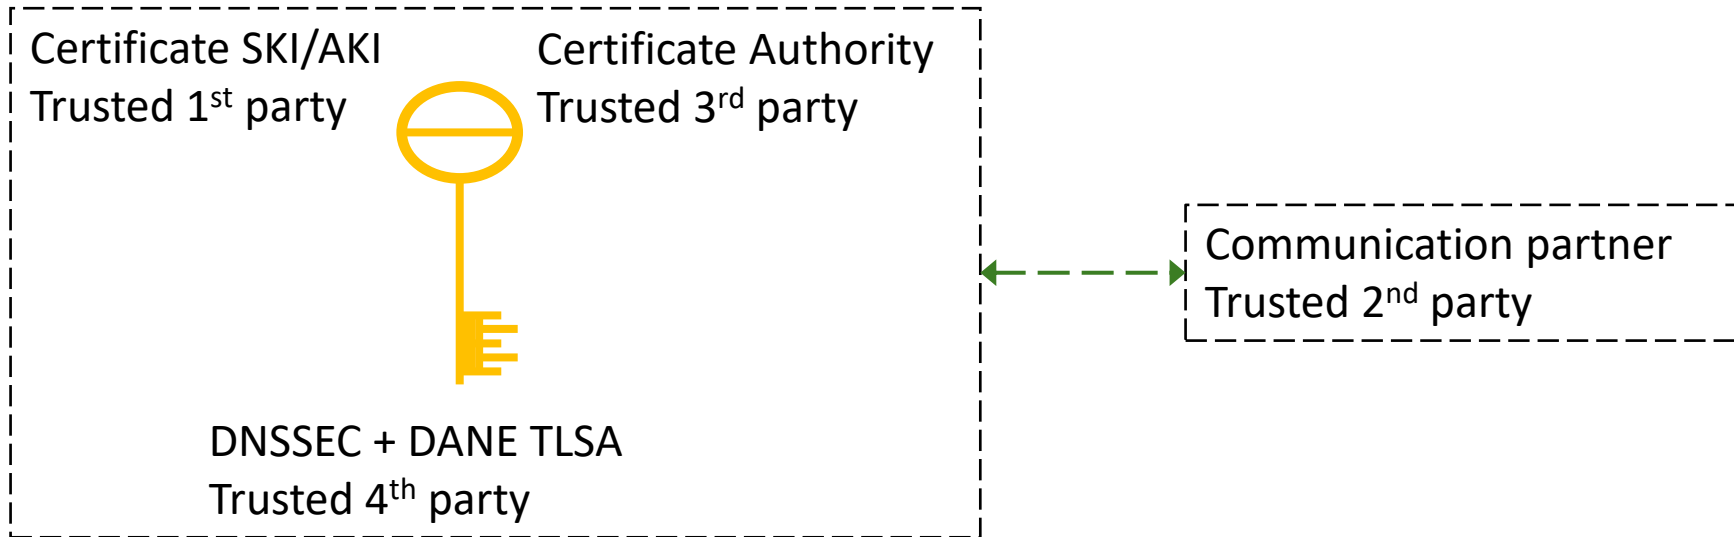 Certificate SKI/AKI
Trusted 1st party
Certificate Authority
Trusted 3rd party
Communication partner
Trusted 2nd party
DNSSEC + DANE TLSA
Trusted 4th party